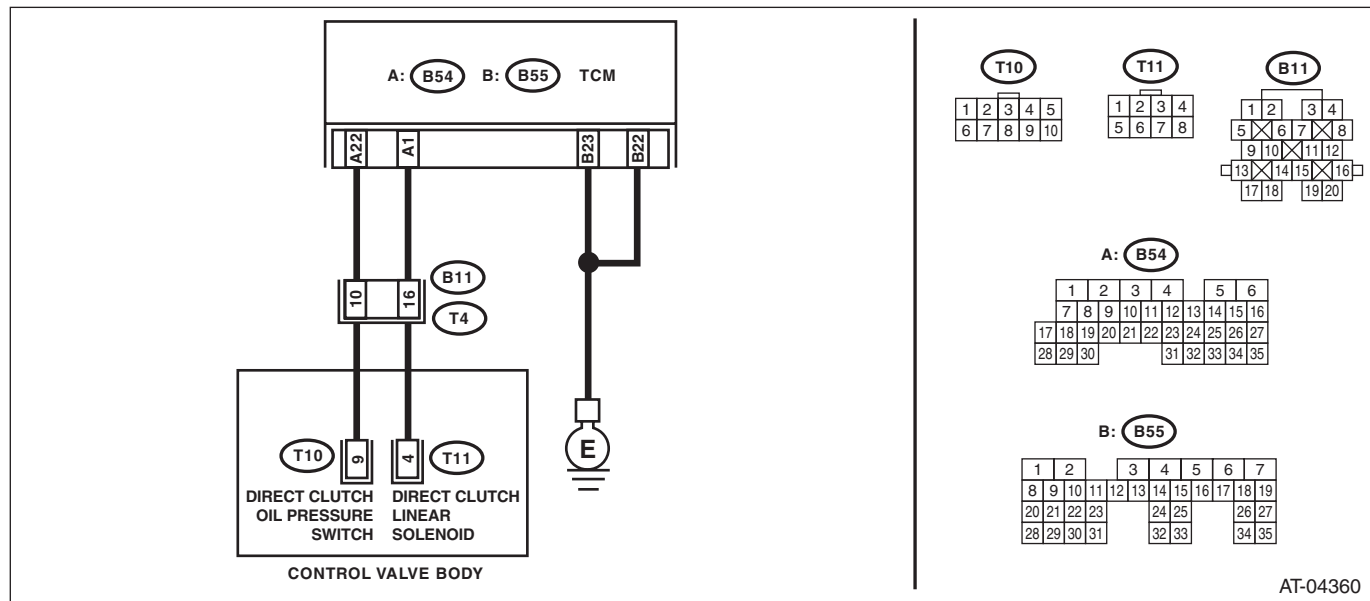 A: B54 B: B55 TCM
A22 A1 B23 B22
B11
10 16
T4
E
T10 9 4 T11
DIRECT CLUTCH OIL PRESSURE SWITCH
DIRECT CLUTCH LINEAR SOLENOID
CONTROL VALVE BODY
T10
1 2 3 4 5
6 7 8 9 10
T11
1 2 3 4
5 6 7 8
B11
1 2 3 4
5 6 7 8
9 10 11 12
13 14 15 16
17 18 19 20
A: B54
1 2 3 4 5 6
7 8 9 10 11 12 13 14 15 16
17 18 19 20 21 22 23 24 25 26 27
28 29 30 31 32 33 34 35
B: B55
1 2 3 4 5 6 7
8 9 10 11 12 13 14 15 16 17 18 19
20 21 22 23 24 25 26 27
28 29 30 31 32 33 34 35
AT-04360